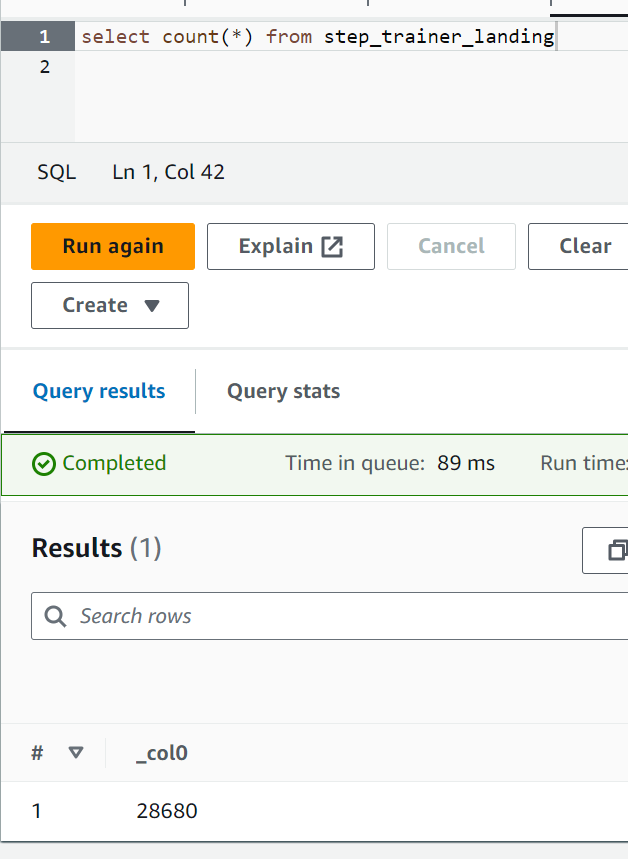 1 select count(*) from step_trainer_landing
2
SQL Ln 1, Col 42
Run again Explain Cancel Clear
Create
Query results Query stats
Completed Time in queue: 89 ms Run time:
Results (1)
Search rows
# _col0
1 28680